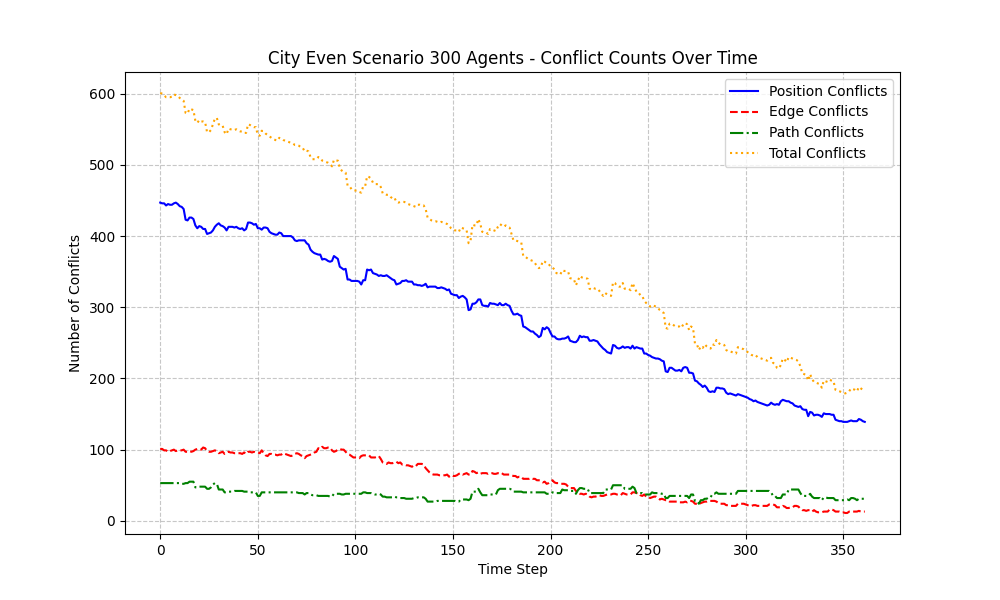 City Even Scenario 300 Agents - Conflict Counts Over Time
Number of Conflicts
600
500
400
300
200
100
0
Position Conflicts
Edge Conflicts
Path Conflicts
Total Conflicts
0 50 100 150 200 250 300 350
Time Step